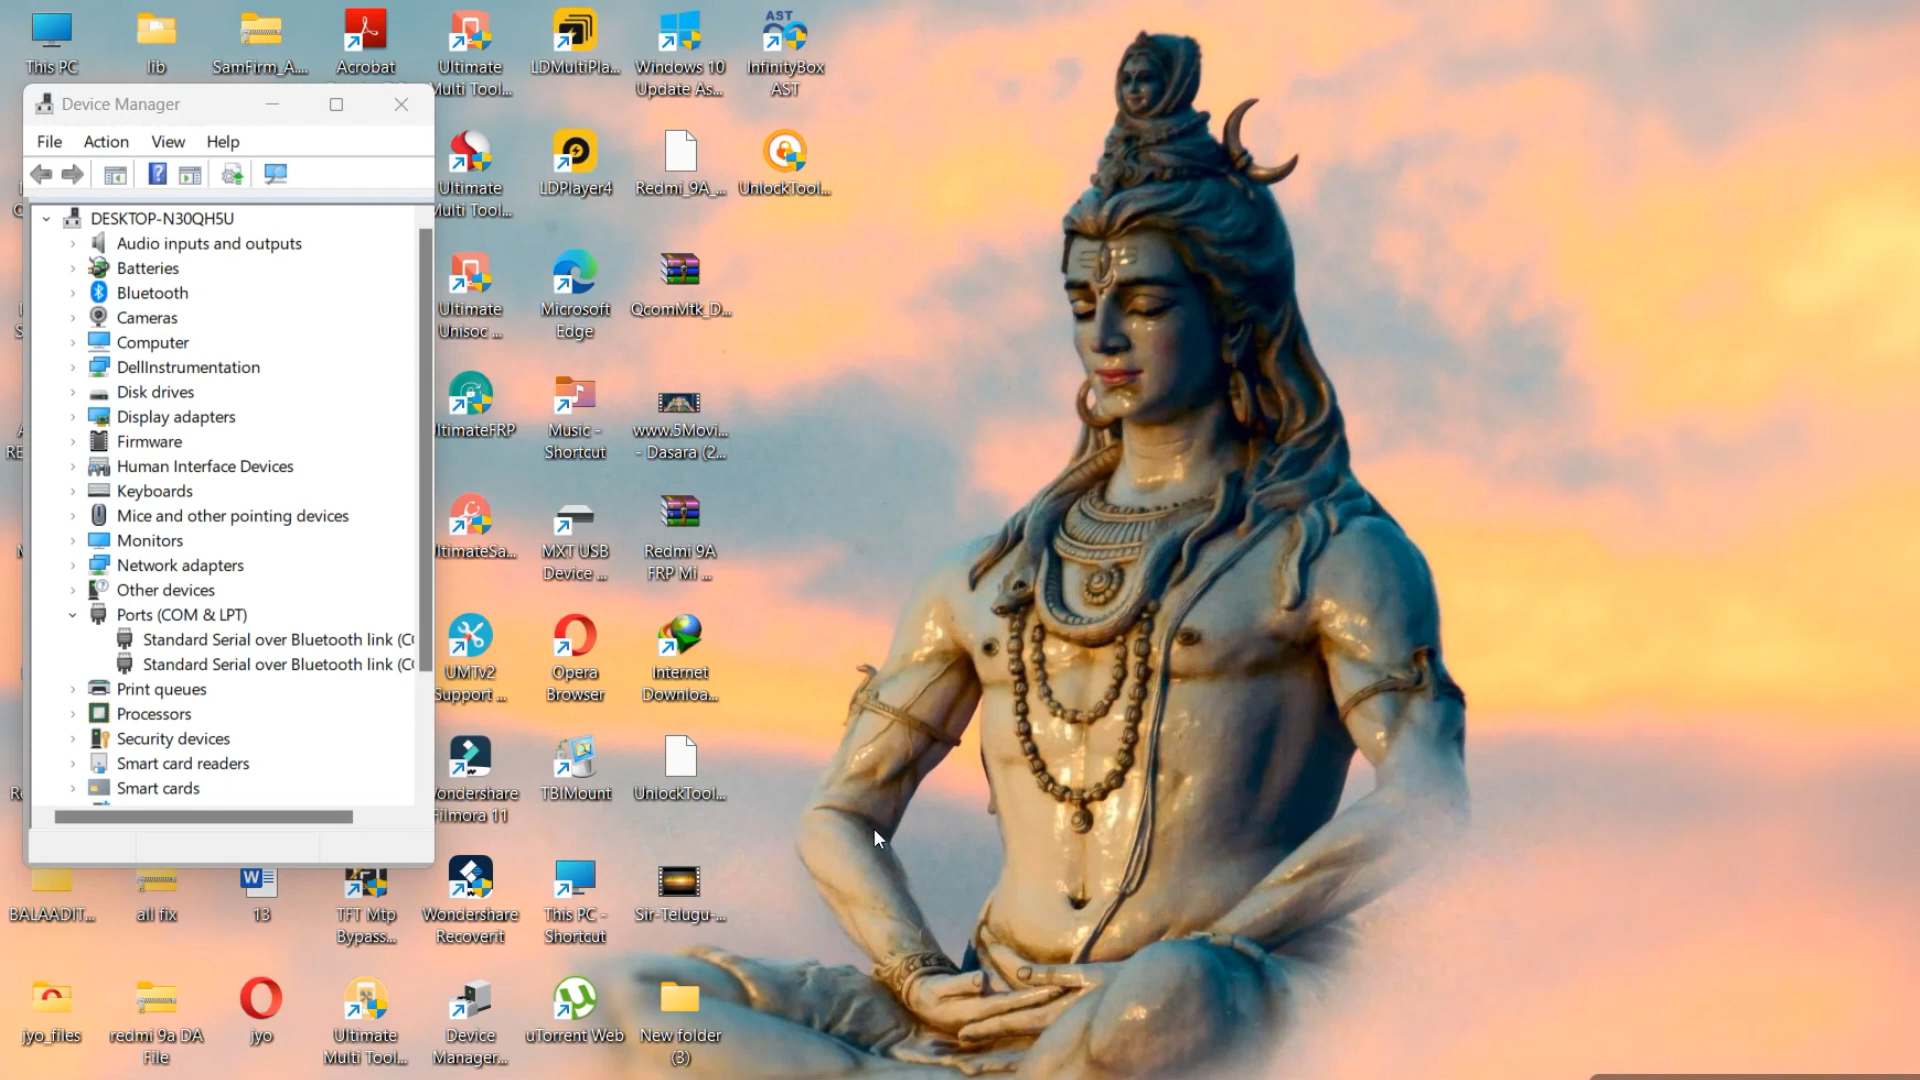 This PC
lib
SamFirm_A....
Acrobat
Ultimate
Multi Tool...
LDMultiPla...
Windows 10
Update As...
AST
InfinityBox
AST
Device Manager
File
Action
View
Help
DESKTOP-N30QH5U
Audio inputs and outputs
Batteries
Bluetooth
Cameras
Computer
DellInstrumentation
Disk drives
Display adapters
Firmware
Human Interface Devices
Keyboards
Mice and other pointing devices
Monitors
Network adapters
Other devices
Ports (COM & LPT)
Standard Serial over Bluetooth link (C
Standard Serial over Bluetooth link (C
Print queues
Processors
Security devices
Smart card readers
Smart cards
Ultimate
Multi Tool...
LDPlayer4
Redmi_9A_...
UnlockTool...
Ultimate
Unisoc ...
Microsoft
Edge
QcomMtk_D...
ltimateFRP
Music -
Shortcut
www.5Movi...
- Dasara (2...
ltimateSa...
MXT USB
Device ...
Redmi 9A
FRP Mi ...
UMTv2
Support ...
Opera
Browser
Internet
Downloa...
ondershare
Filmora 11
TBIMount
UnlockTool...
BALAADIT...
all fix
13
TFT Mtp
Bypass...
Wondershare
Recoverit
This PC -
Shortcut
Sir-Telugu-...
jyo_files
redmi 9a DA
File
jyo
Ultimate
Multi Tool...
Device
Manager...
uTorrent Web
New folder
(3)